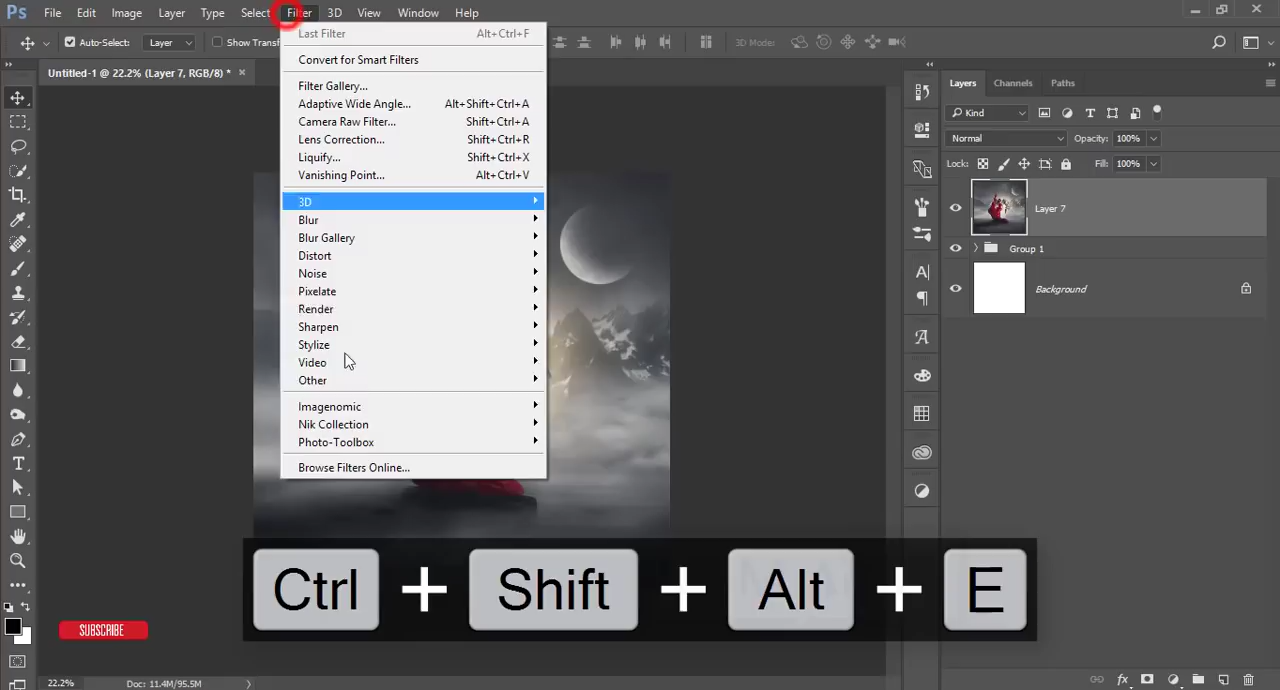 Ps File Edit Image Layer Type Select Filter 3D View Window Help
Auto-Select: Layer Show Transf 3D Mode:
Untitled-1 @ 22.2% (Layer 7, RGB/8) *
Last Filter Alt+Ctrl+F
Convert for Smart Filters
Filter Gallery...
Adaptive Wide Angle... Alt+Shift+Ctrl+A
Camera Raw Filter... Shift+Ctrl+A
Lens Correction... Shift+Ctrl+R
Liquify... Shift+Ctrl+X
Vanishing Point... Alt+Ctrl+V
3D
Blur
Blur Gallery
Distort
Noise
Pixelate
Render
Sharpen
Stylize
Video
Other
Imagenomic
Nik Collection
Photo-Toolbox
Browse Filters Online...
Layers Channels Paths
Kind
Normal Opacity: 100%
Lock: Fill: 100%
Layer 7
Group 1
Background
Ctrl + Shift + Alt + E
SUBSCRIBE
22.2% Doc: 11.4M/95.5M